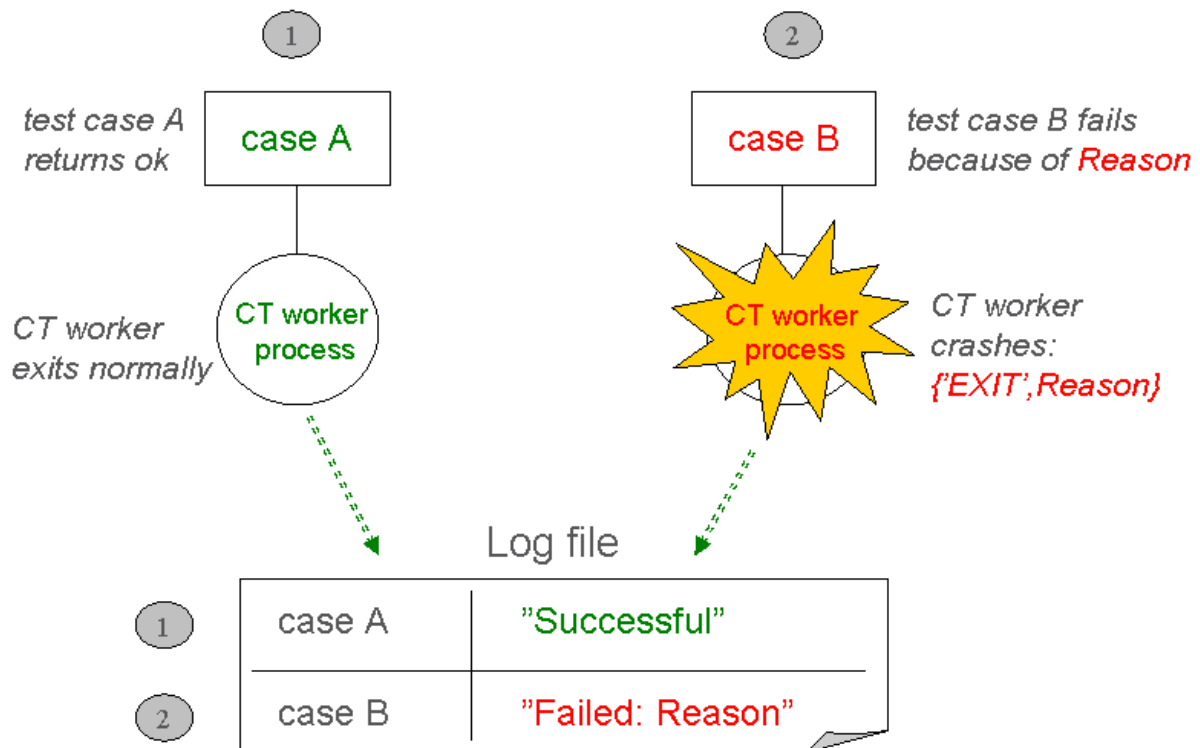 1
2
test case A
returns ok
case A
case B
test case B fails
because of Reason
CT worker
exits normally
CT worker
process
CT worker
process
CT worker
crashes:
{'EXIT',Reason}
Log file
1
case A
”Successful”
2
case B
”Failed: Reason”